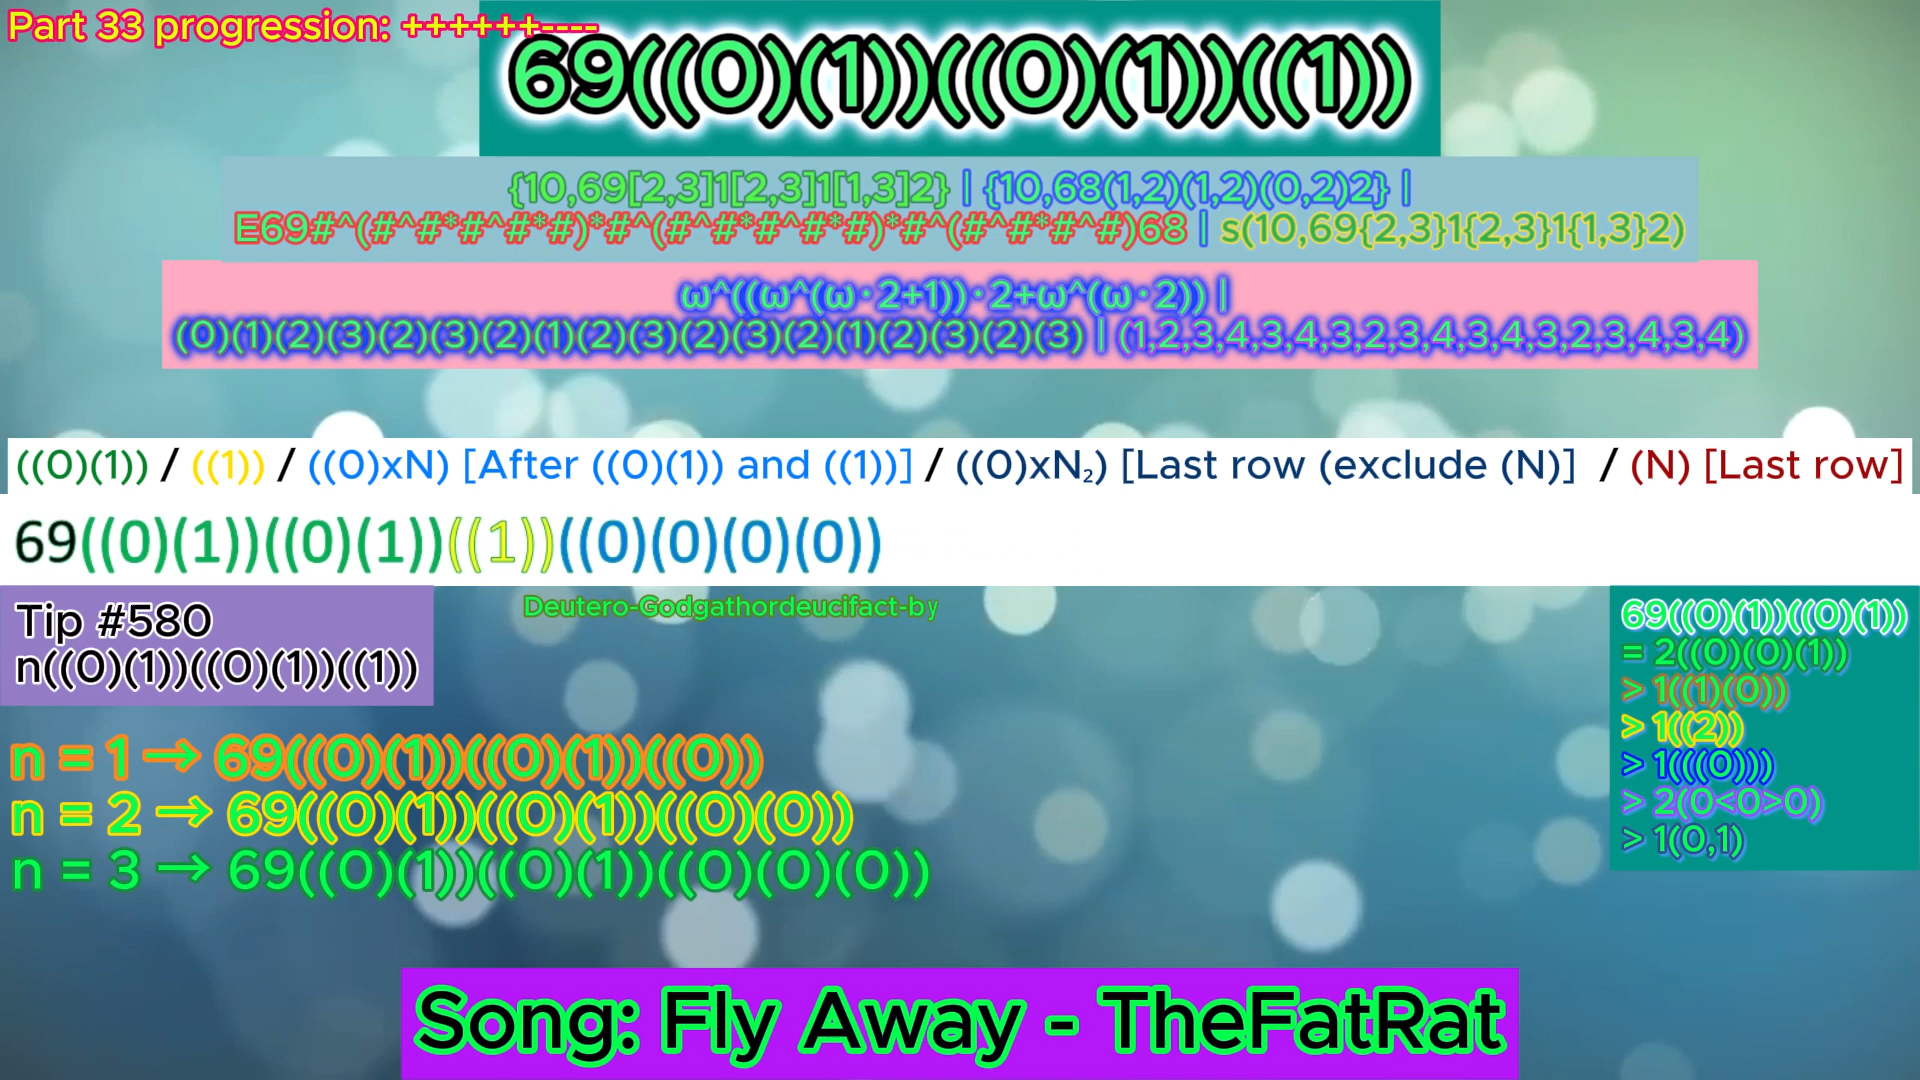 Part 33 progression: ++++++----
69((0)(1))((0)(1))((1))
{10,69[2,3]1[2,3]1[1,3]2} | {10,68(1,2)(1,2)(0,2)2} |
E69#^(#^#*#^#*#)*#^(#^#*#^#*#)*#^(#^#*#^#)68 | s(10,69{2,3}1{2,3}1{1,3}2)
ω^((ω^(ω·2+1))·2+ω^(ω·2)) |
(0)(1)(2)(3)(2)(3)(2)(1)(2)(3)(2)(3)(2)(1)(2)(3)(2)(3) | (1,2,3,4,3,4,3,2,3,4,3,4,3,2,3,4,3,4)
((0)(1)) / ((1)) / ((0)xN) [After ((0)(1)) and ((1))] / ((0)xN₂) [Last row (exclude (N)] / (N) [Last row]
69((0)(1))((0)(1))((1))((0)(0)(0)(0))
Deutero-Godgathordeucifact-by
Tip #580
n((0)(1))((0)(1))((1))
n = 1 → 69((0)(1))((0)(1))((0))
n = 2 → 69((0)(1))((0)(1))((0)(0))
n = 3 → 69((0)(1))((0)(1))((0)(0)(0))
69((0)(1))((0)(1))
= 2((0)(0)(1))
> 1((1)(0))
> 1((2))
> 1(((0)))
> 2(0<0>0)
> 1(0,1)
Song: Fly Away - TheFatRat